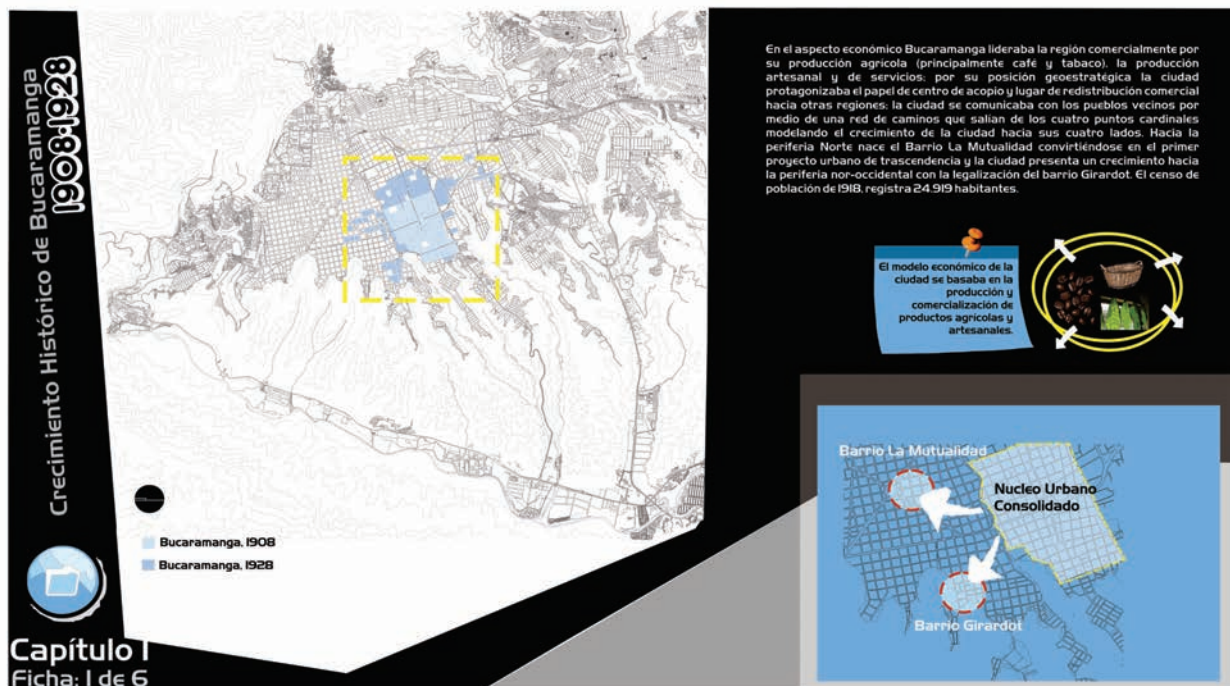 Crecimiento Histórico de Bucaramanga
1908-1928
En el aspecto económico Bucaramanga lideraba la región comercialmente por
su producción agrícola (principalmente café y tabaco), la producción
artesanal y de servicios; por su posición geoestratégica la ciudad
protagonizaba el papel de centro de acopio y lugar de redistribución comercial
hacia otras regiones; la ciudad se comunicaba con los pueblos vecinos por
medio de una red de caminos que salían de los cuatro puntos cardinales
modelando el crecimiento de la ciudad hacia sus cuatro lados. Hacia la
periferia Norte nace el Barrio La Mutualidad convirtiéndose en el primer
proyecto urbano de trascendencia y la ciudad presenta un crecimiento hacia
la periferia nor-occidental con la legalización del barrio Girardot. El censo de
población de 1918, registra 24.919 habitantes.
El modelo económico de la
ciudad se basaba en la
producción y
comercialización de
productos agrícolas y
artesanales.
Bucaramanga, 1908
Bucaramanga, 1928
Barrio La Mutualidad
Nucleo Urbano
Consolidado
Barrio Girardot
Capítulo I
Ficha: 1 de 6